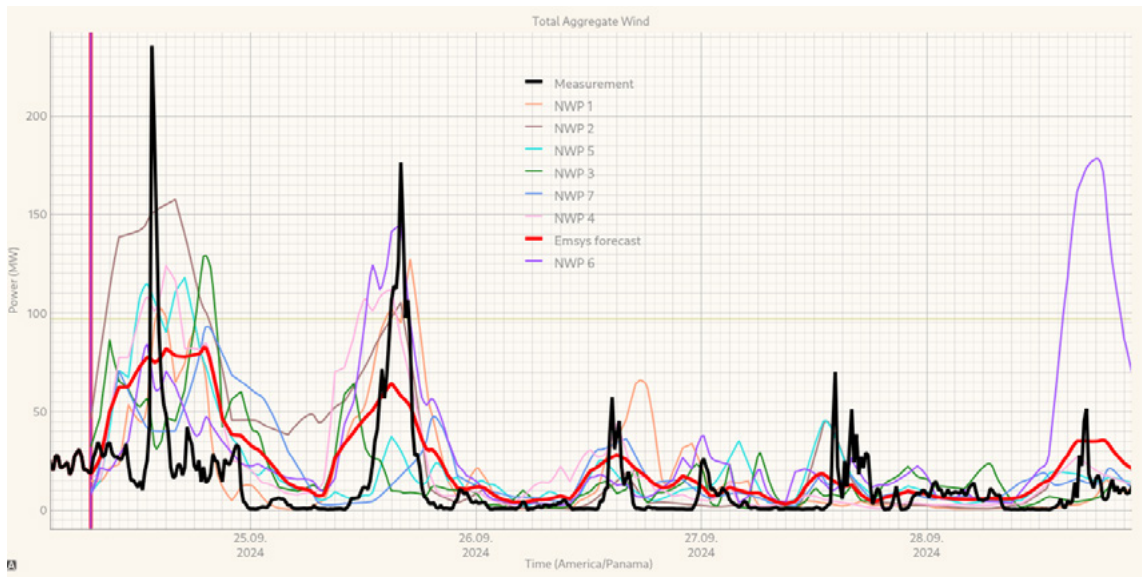 Total Aggregate Wind
Measurement
NWP 1
NWP 2
NWP 5
NWP 3
NWP 7
NWP 4
Emsys forecast
NWP 6
Power (MW)
200
150
100
50
0
25.09.
2024
26.09.
2024
27.09.
2024
28.09.
2024
Time (America/Panama)
A